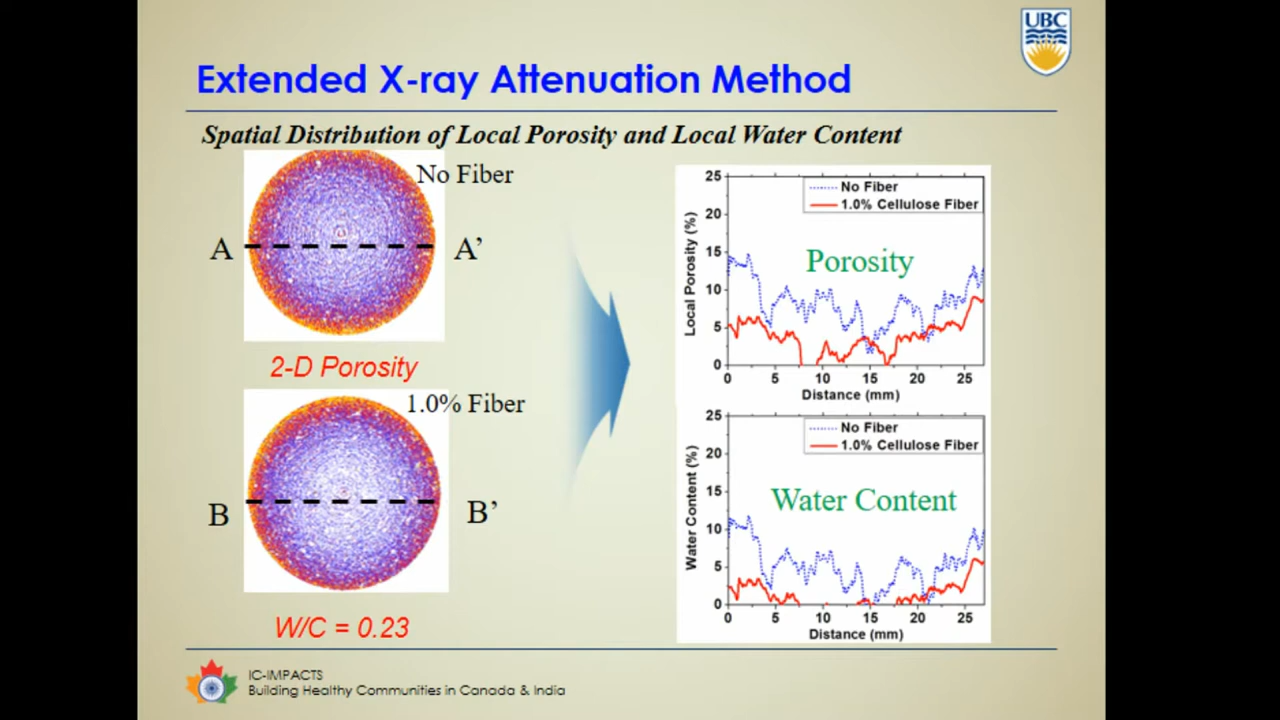 UBC
Extended X-ray Attenuation Method
Spatial Distribution of Local Porosity and Local Water Content
No Fiber
A
A’
2-D Porosity
1.0% Fiber
B
B’
W/C = 0.23
No Fiber
1.0% Cellulose Fiber
Porosity
Local Porosity (%)
25
20
15
10
5
0
0 5 10 15 20 25
Distance (mm)
No Fiber
1.0% Cellulose Fiber
Water Content
Water Content (%)
25
20
15
10
5
0
0 5 10 15 20 25
Distance (mm)
IC-IMPACTS
Building Healthy Communities in Canada & India